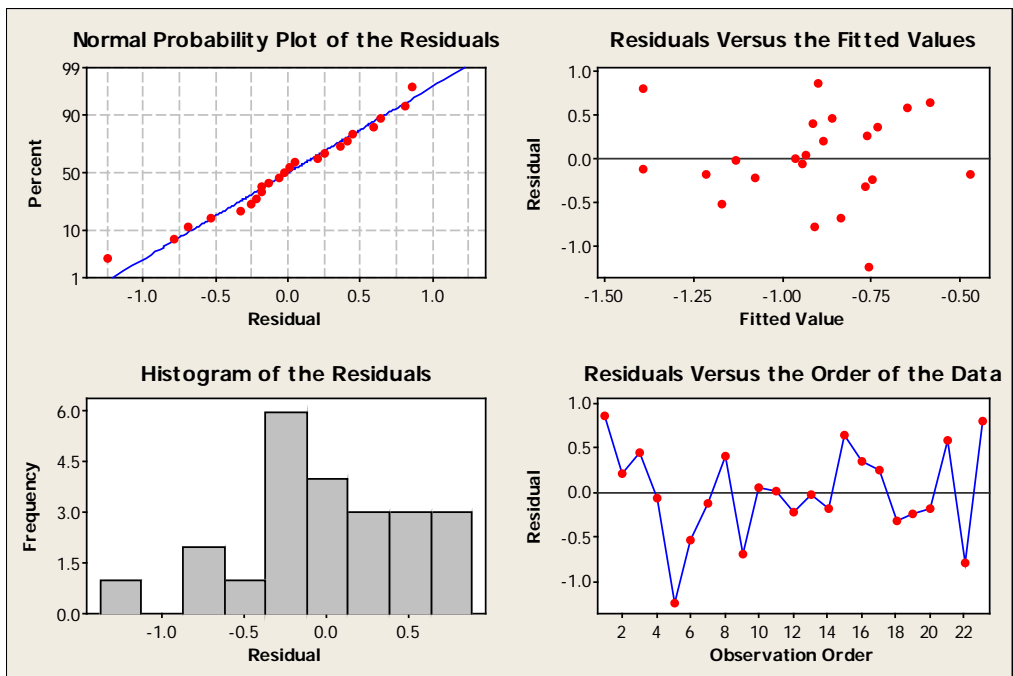 Normal Probability Plot of the Residuals
99
90
50
10
1
Percent
-1.0 -0.5 0.0 0.5 1.0
Residual
Residuals Versus the Fitted Values
1.0
0.5
0.0
-0.5
-1.0
Residual
-1.50 -1.25 -1.00 -0.75 -0.50
Fitted Value
Histogram of the Residuals
6.0
4.5
3.0
1.5
0.0
Frequency
-1.0 -0.5 0.0 0.5
Residual
Residuals Versus the Order of the Data
1.0
0.5
0.0
-0.5
-1.0
Residual
2 4 6 8 10 12 14 16 18 20 22
Observation Order